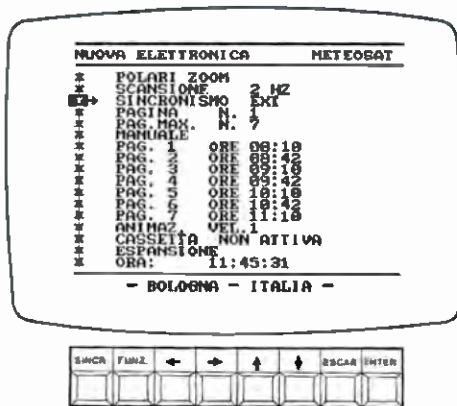 NUOVA ELETTRONICA METEOSAT
* POLARI ZOOM
* SCANSIONE 2 HZ
SINCRONISMO EXT
* PAGINA N. 1
* PAG.MAX. N. 7
* MANUALE
* PAG. 1 ORE 08:10
* PAG. 2 ORE 08:42
* PAG. 3 ORE 09:10
* PAG. 4 ORE 09:42
* PAG. 5 ORE 10:10
* PAG. 6 ORE 10:42
* PAG. 7 ORE 11:10
* ANIMAZ. VEL.1
* CASSETTA NON ATTIVA
* ESPANSIONE
* ORA: 11:45:31
- BOLOGNA - ITALIA -
SINCR. FUNZ. ← → ↑ ↓ ESCAR ENTER